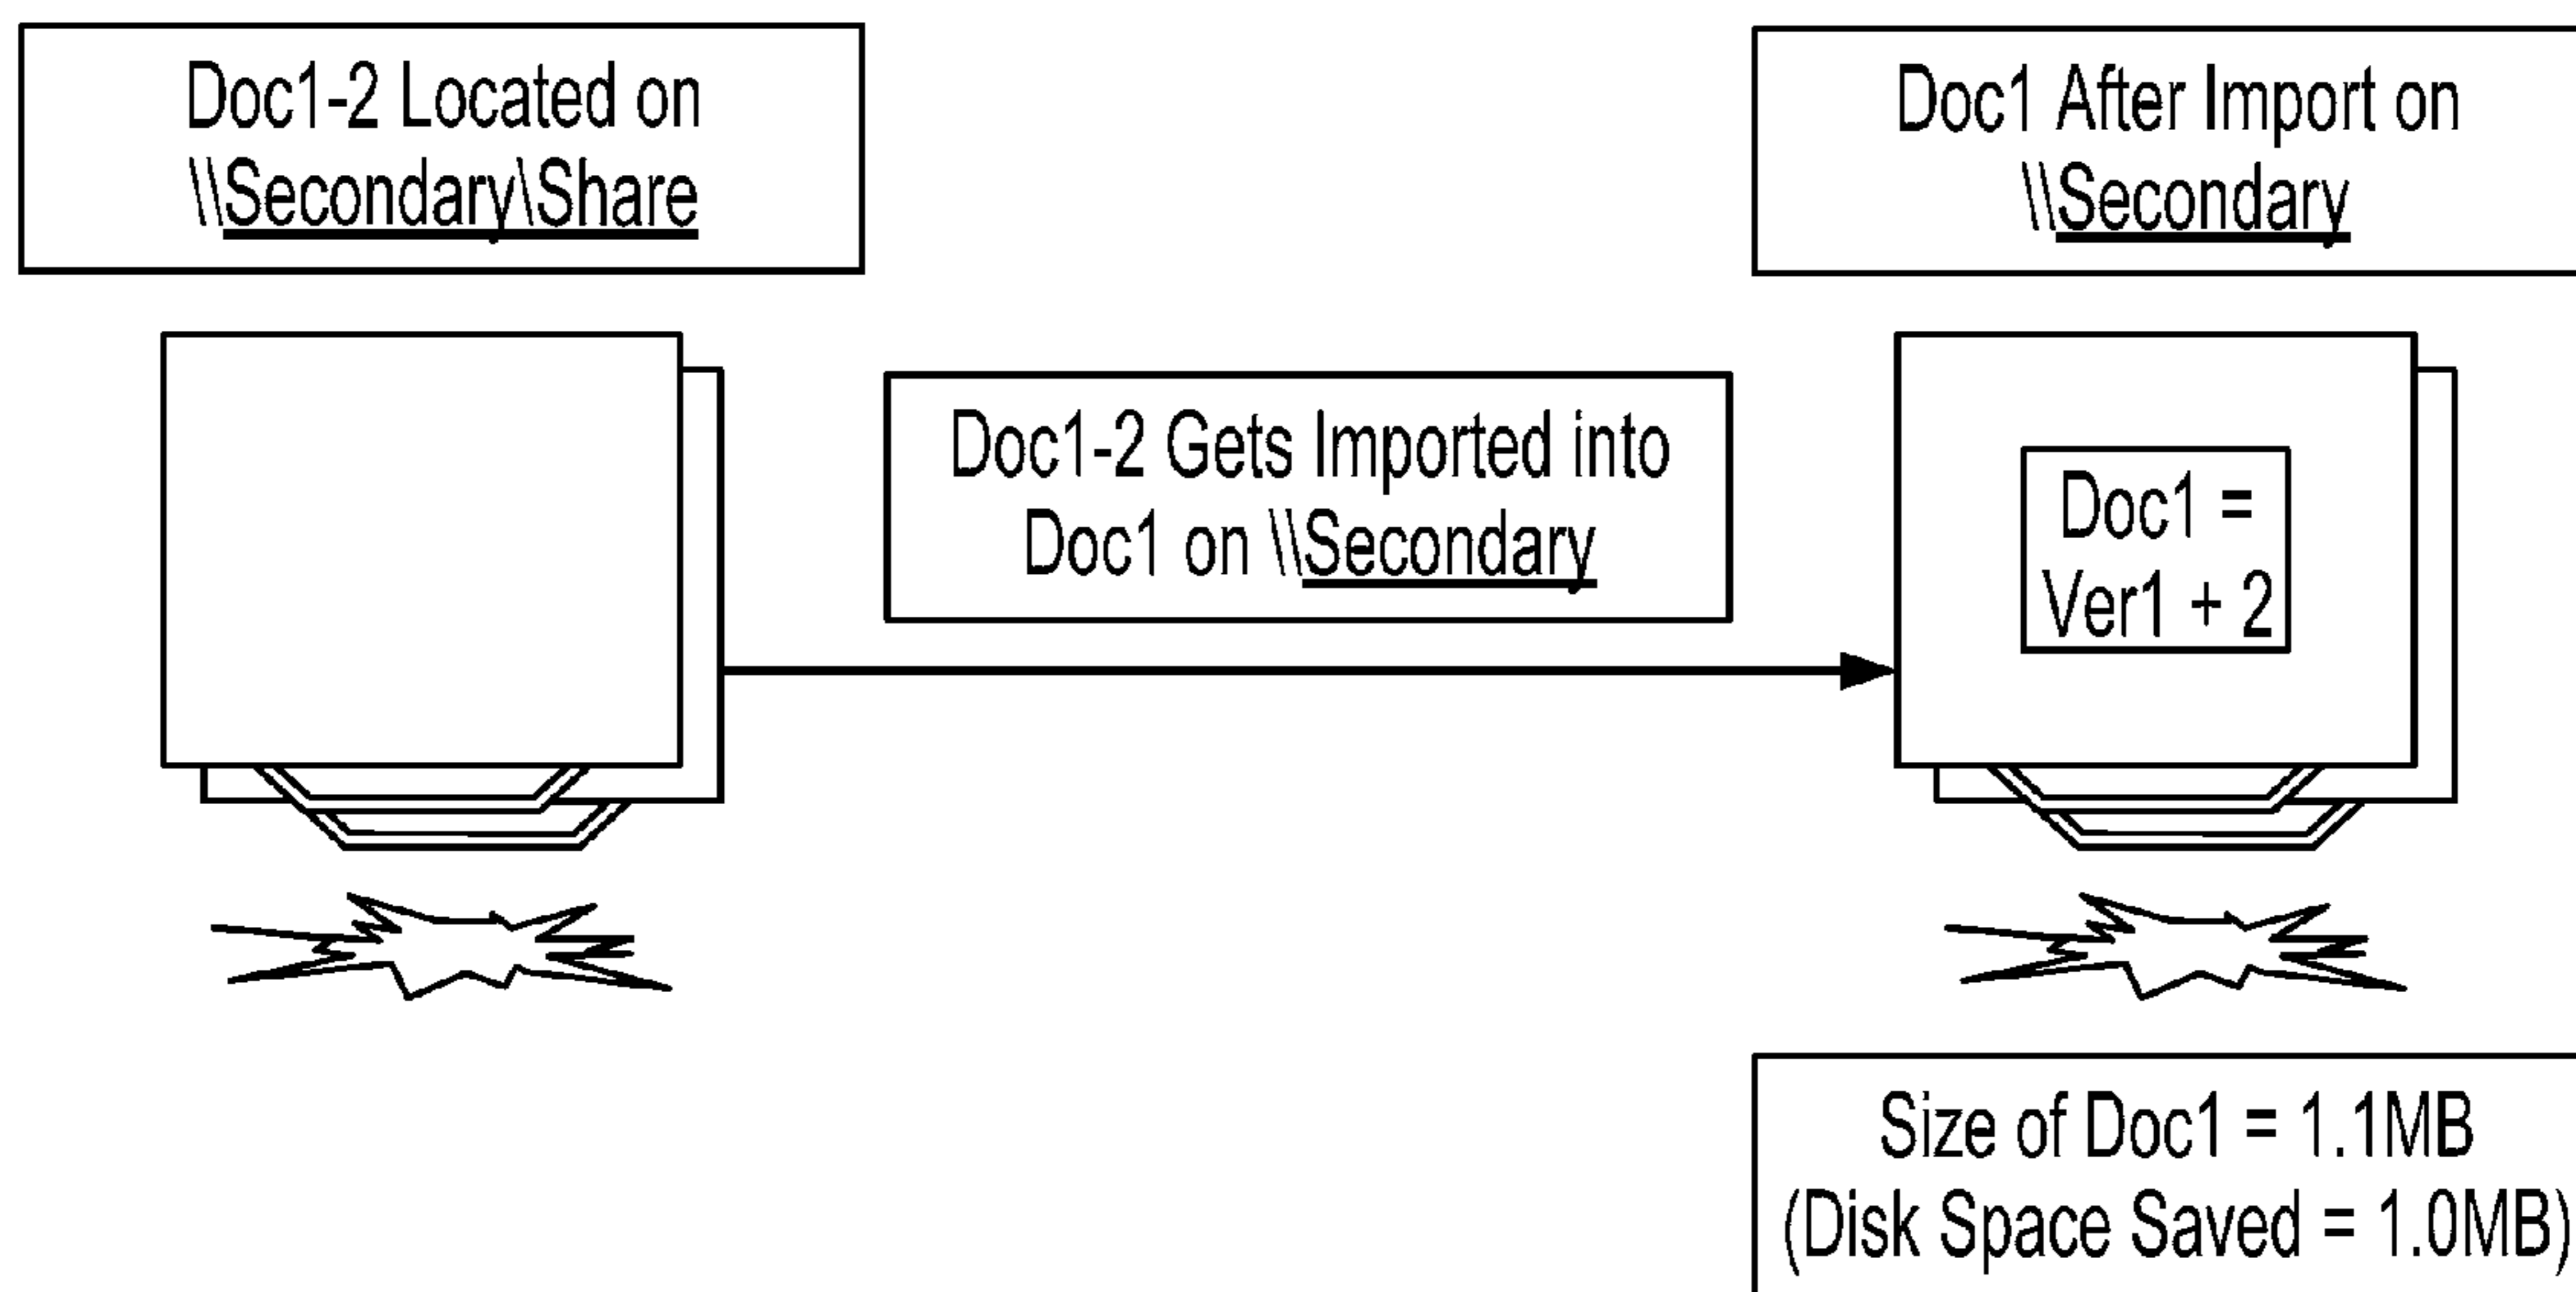 Doc1-2 Located on
\\Secondary\Share
Doc1 After Import on
\\Secondary
Doc1-2 Gets Imported into
Doc1 on \\Secondary
Doc1 =
Ver1 + 2
Size of Doc1 = 1.1MB
(Disk Space Saved = 1.0MB)